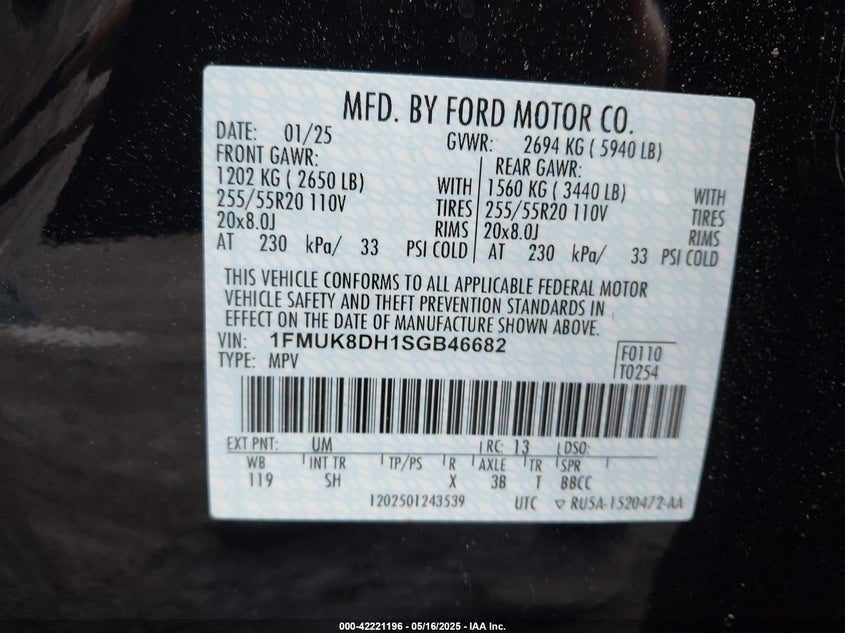 MFD. BY FORD MOTOR CO.
DATE: 01/25 GVWR: 2694 KG ( 5940 LB)
FRONT GAWR: REAR GAWR:
1202 KG ( 2650 LB) WITH 1560 KG ( 3440 LB) WITH
255/55R20 110V TIRES 255/55R20 110V TIRES
20x8.0J RIMS 20x8.0J RIMS
AT 230 kPa/ 33 PSI COLD AT 230 kPa/ 33 PSI COLD
THIS VEHICLE CONFORMS TO ALL APPLICABLE FEDERAL MOTOR
VEHICLE SAFETY AND THEFT PREVENTION STANDARDS IN
EFFECT ON THE DATE OF MANUFACTURE SHOWN ABOVE.
VIN: 1FMUK8DH1SGB46682 F0110
TYPE: MPV T0254
EXT PNT: UM RC: 13 DSO:
WB INT TR TP/PS R AXLE TR SPR
119 SH X 3B T BBCC
1202501243539 UTC ▽ RU5A-1520472-AA
000-42221196 - 05/16/2025 - IAA Inc.